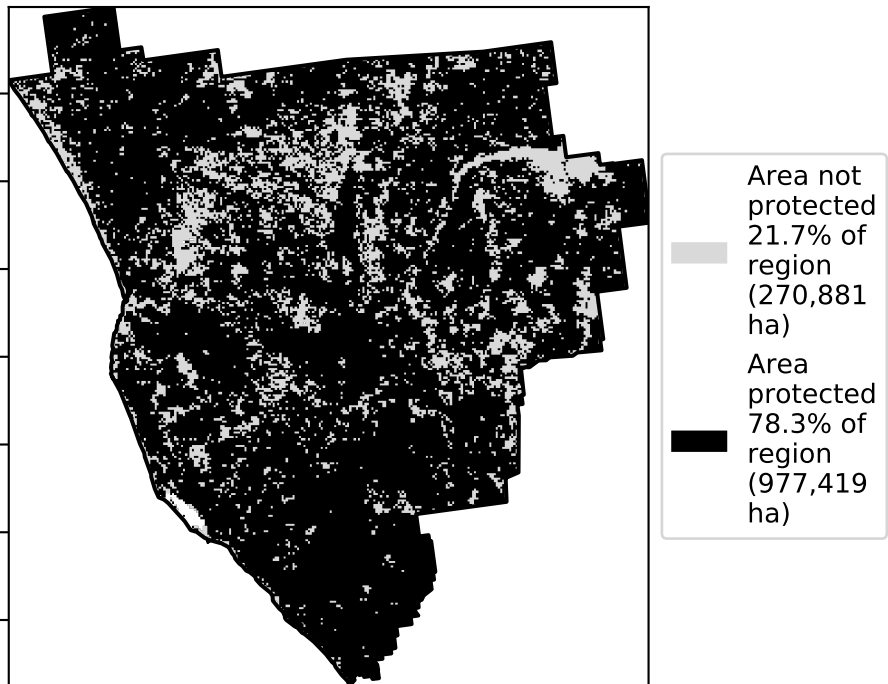 Area not
protected
21.7% of
region
(270,881
ha)
Area
protected
78.3% of
region
(977,419
ha)